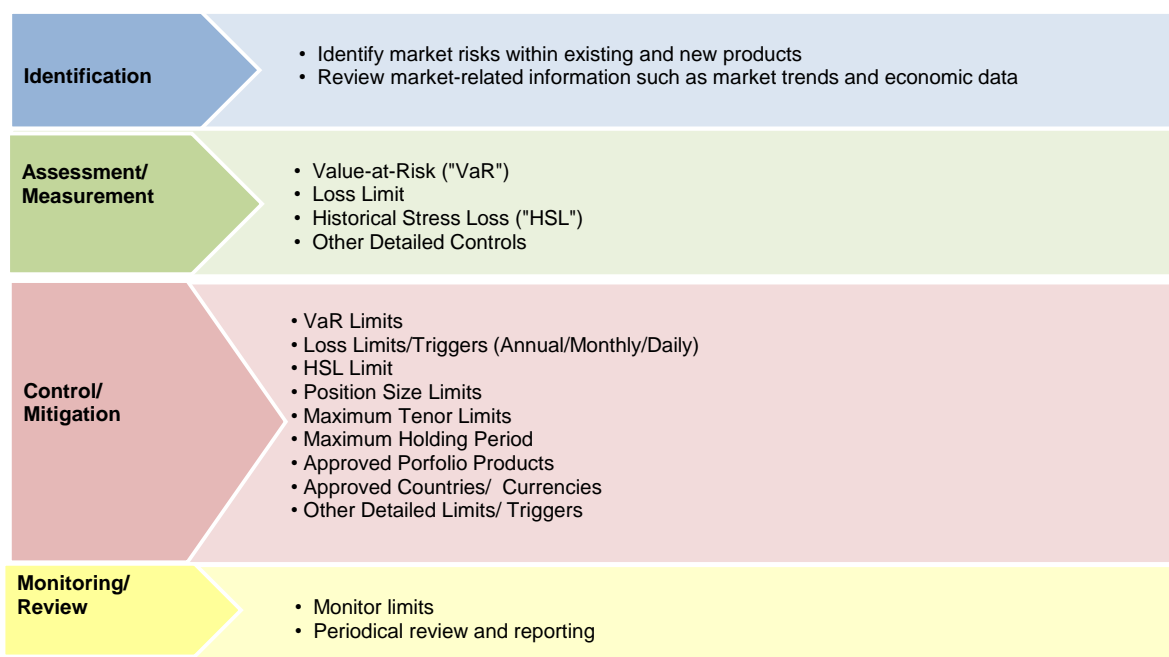 Identification
• Identify market risks within existing and new products
• Review market-related information such as market trends and economic data
Assessment/
Measurement
• Value-at-Risk ("VaR")
• Loss Limit
• Historical Stress Loss ("HSL")
• Other Detailed Controls
Control/
Mitigation
• VaR Limits
• Loss Limits/Triggers (Annual/Monthly/Daily)
• HSL Limit
• Position Size Limits
• Maximum Tenor Limits
• Maximum Holding Period
• Approved Porfolio Products
• Approved Countries/ Currencies
• Other Detailed Limits/ Triggers
Monitoring/
Review
• Monitor limits
• Periodical review and reporting